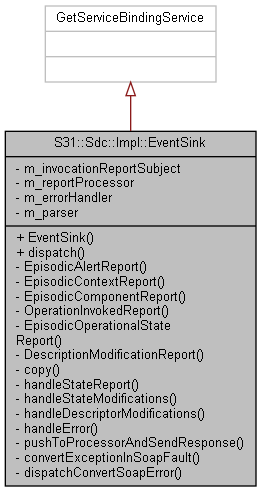 GetServiceBindingService
S31::Sdc::Impl::EventSink
- m_invocationReportSubject
- m_reportProcessor
- m_errorHandler
- m_parser
+ EventSink()
+ dispatch()
- EpisodicAlertReport()
- EpisodicContextReport()
- EpisodicComponentReport()
- OperationInvokedReport()
- EpisodicOperationalState
Report()
- DescriptionModificationReport()
- copy()
- handleStateReport()
- handleStateModifications()
- handleDescriptorModifications()
- handleError()
- pushToProcessorAndSendResponse()
- convertExceptionInSoapFault()
- dispatchConvertSoapError()